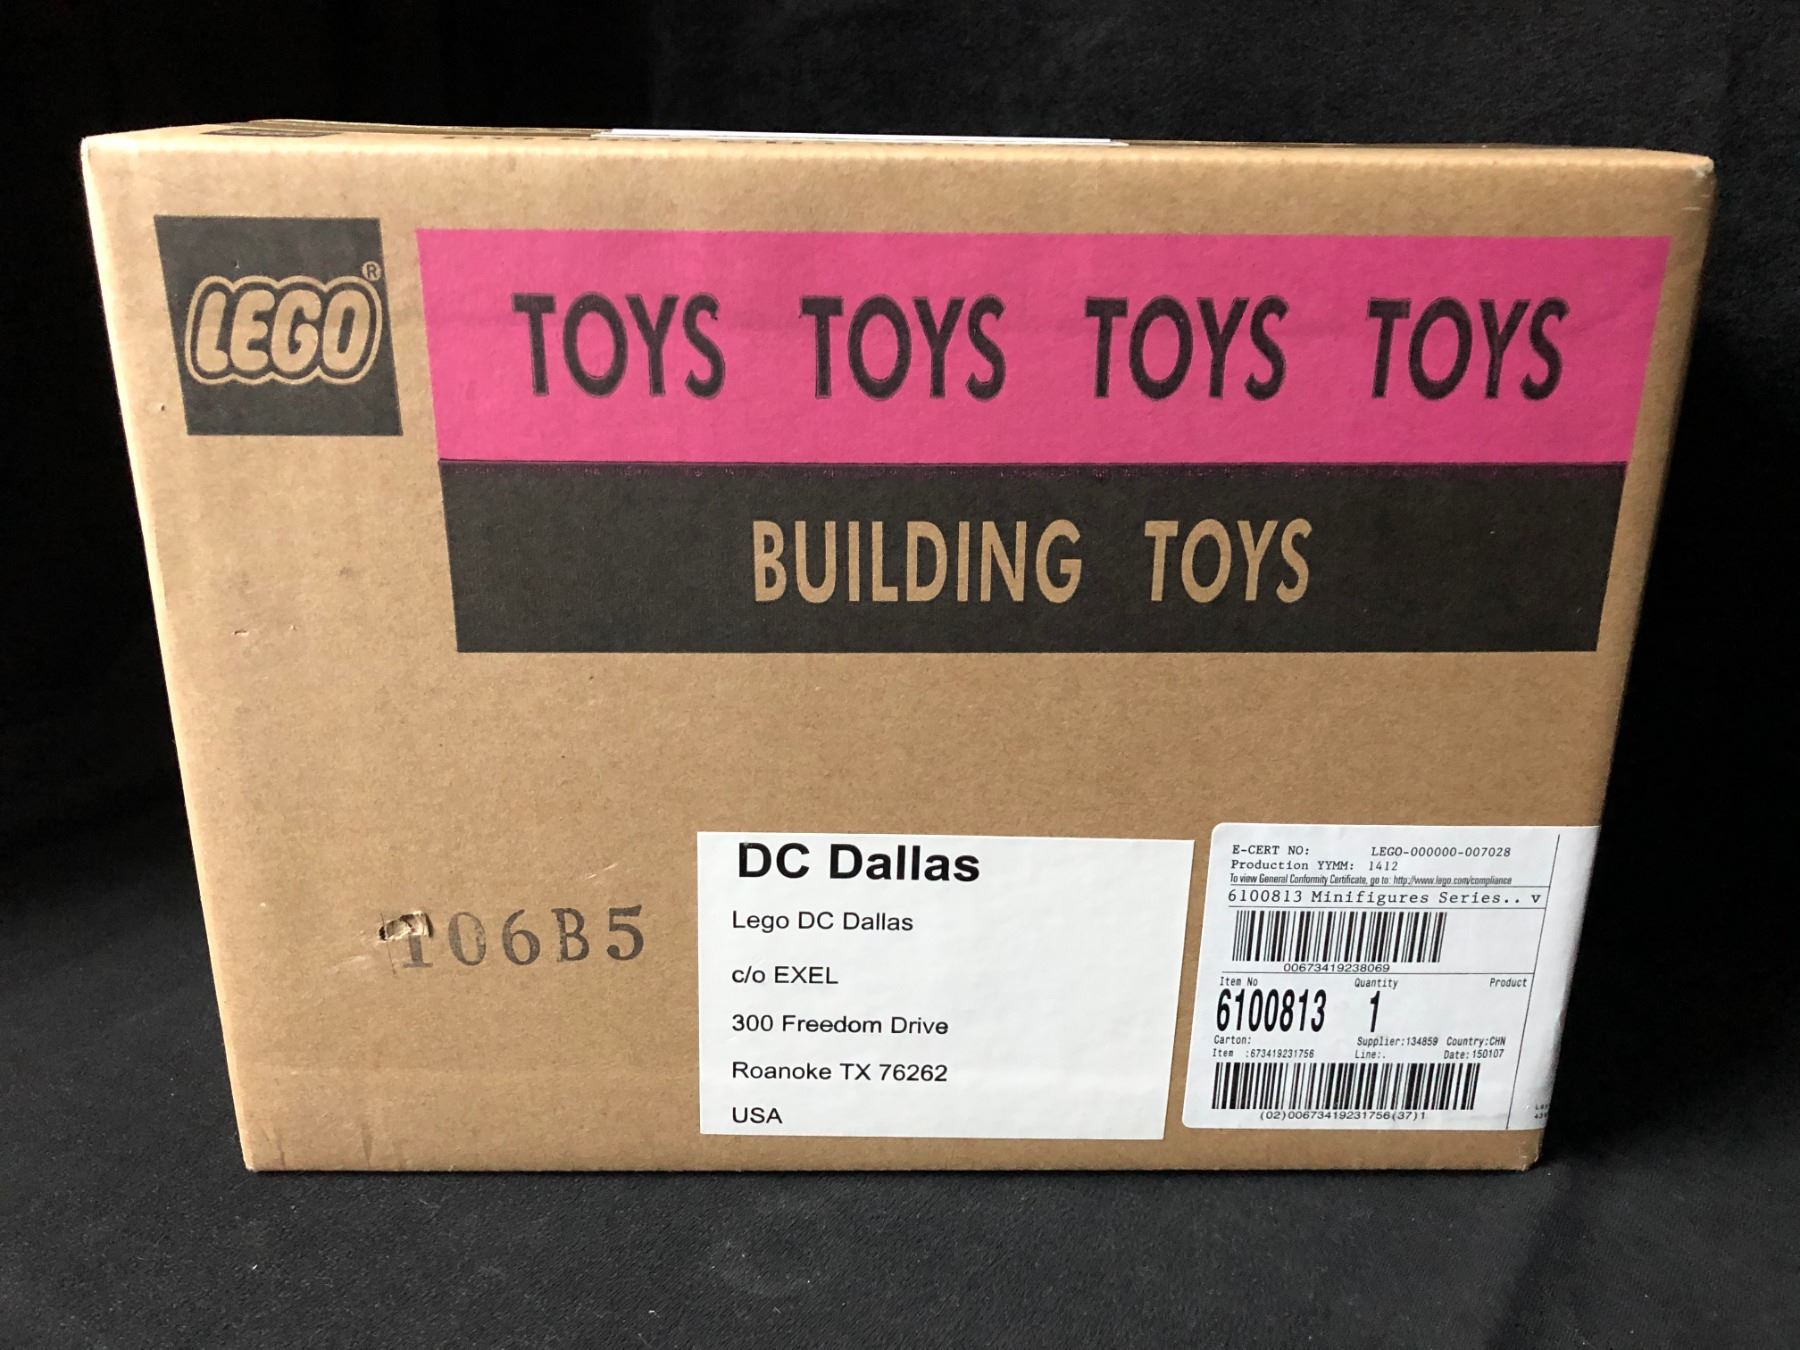 LEGO®
TOYS TOYS TOYS TOYS
BUILDING TOYS
T06B5
DC Dallas
Lego DC Dallas
c/o EXEL
300 Freedom Drive
Roanoke TX 76262
USA
E-CERT NO: LEGO-000000-007028
Production YYMM: 1412
To view General Conformity Certificate, go to: http://www.lego.com/compliance
6100813 Minifigures Series.. v
00673419238069
Item No Quantity Product
6100813 1
Carton: Supplier:134859 Country:CHN
Item :673419231756 Line:. Date:150107
(02)00673419231756(37)1